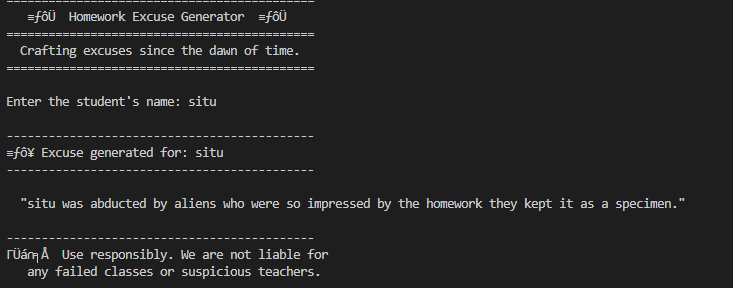 ≡ƒôÜ Homework Excuse Generator ≡ƒôÜ
============================================
Crafting excuses since the dawn of time.
============================================
Enter the student's name: situ
--------------------------------------------
≡ƒô¥ Excuse generated for: situ
--------------------------------------------
"situ was abducted by aliens who were so impressed by the homework they kept it as a specimen."
--------------------------------------------
ΓÜá∩╕Å Use responsibly. We are not liable for
any failed classes or suspicious teachers.